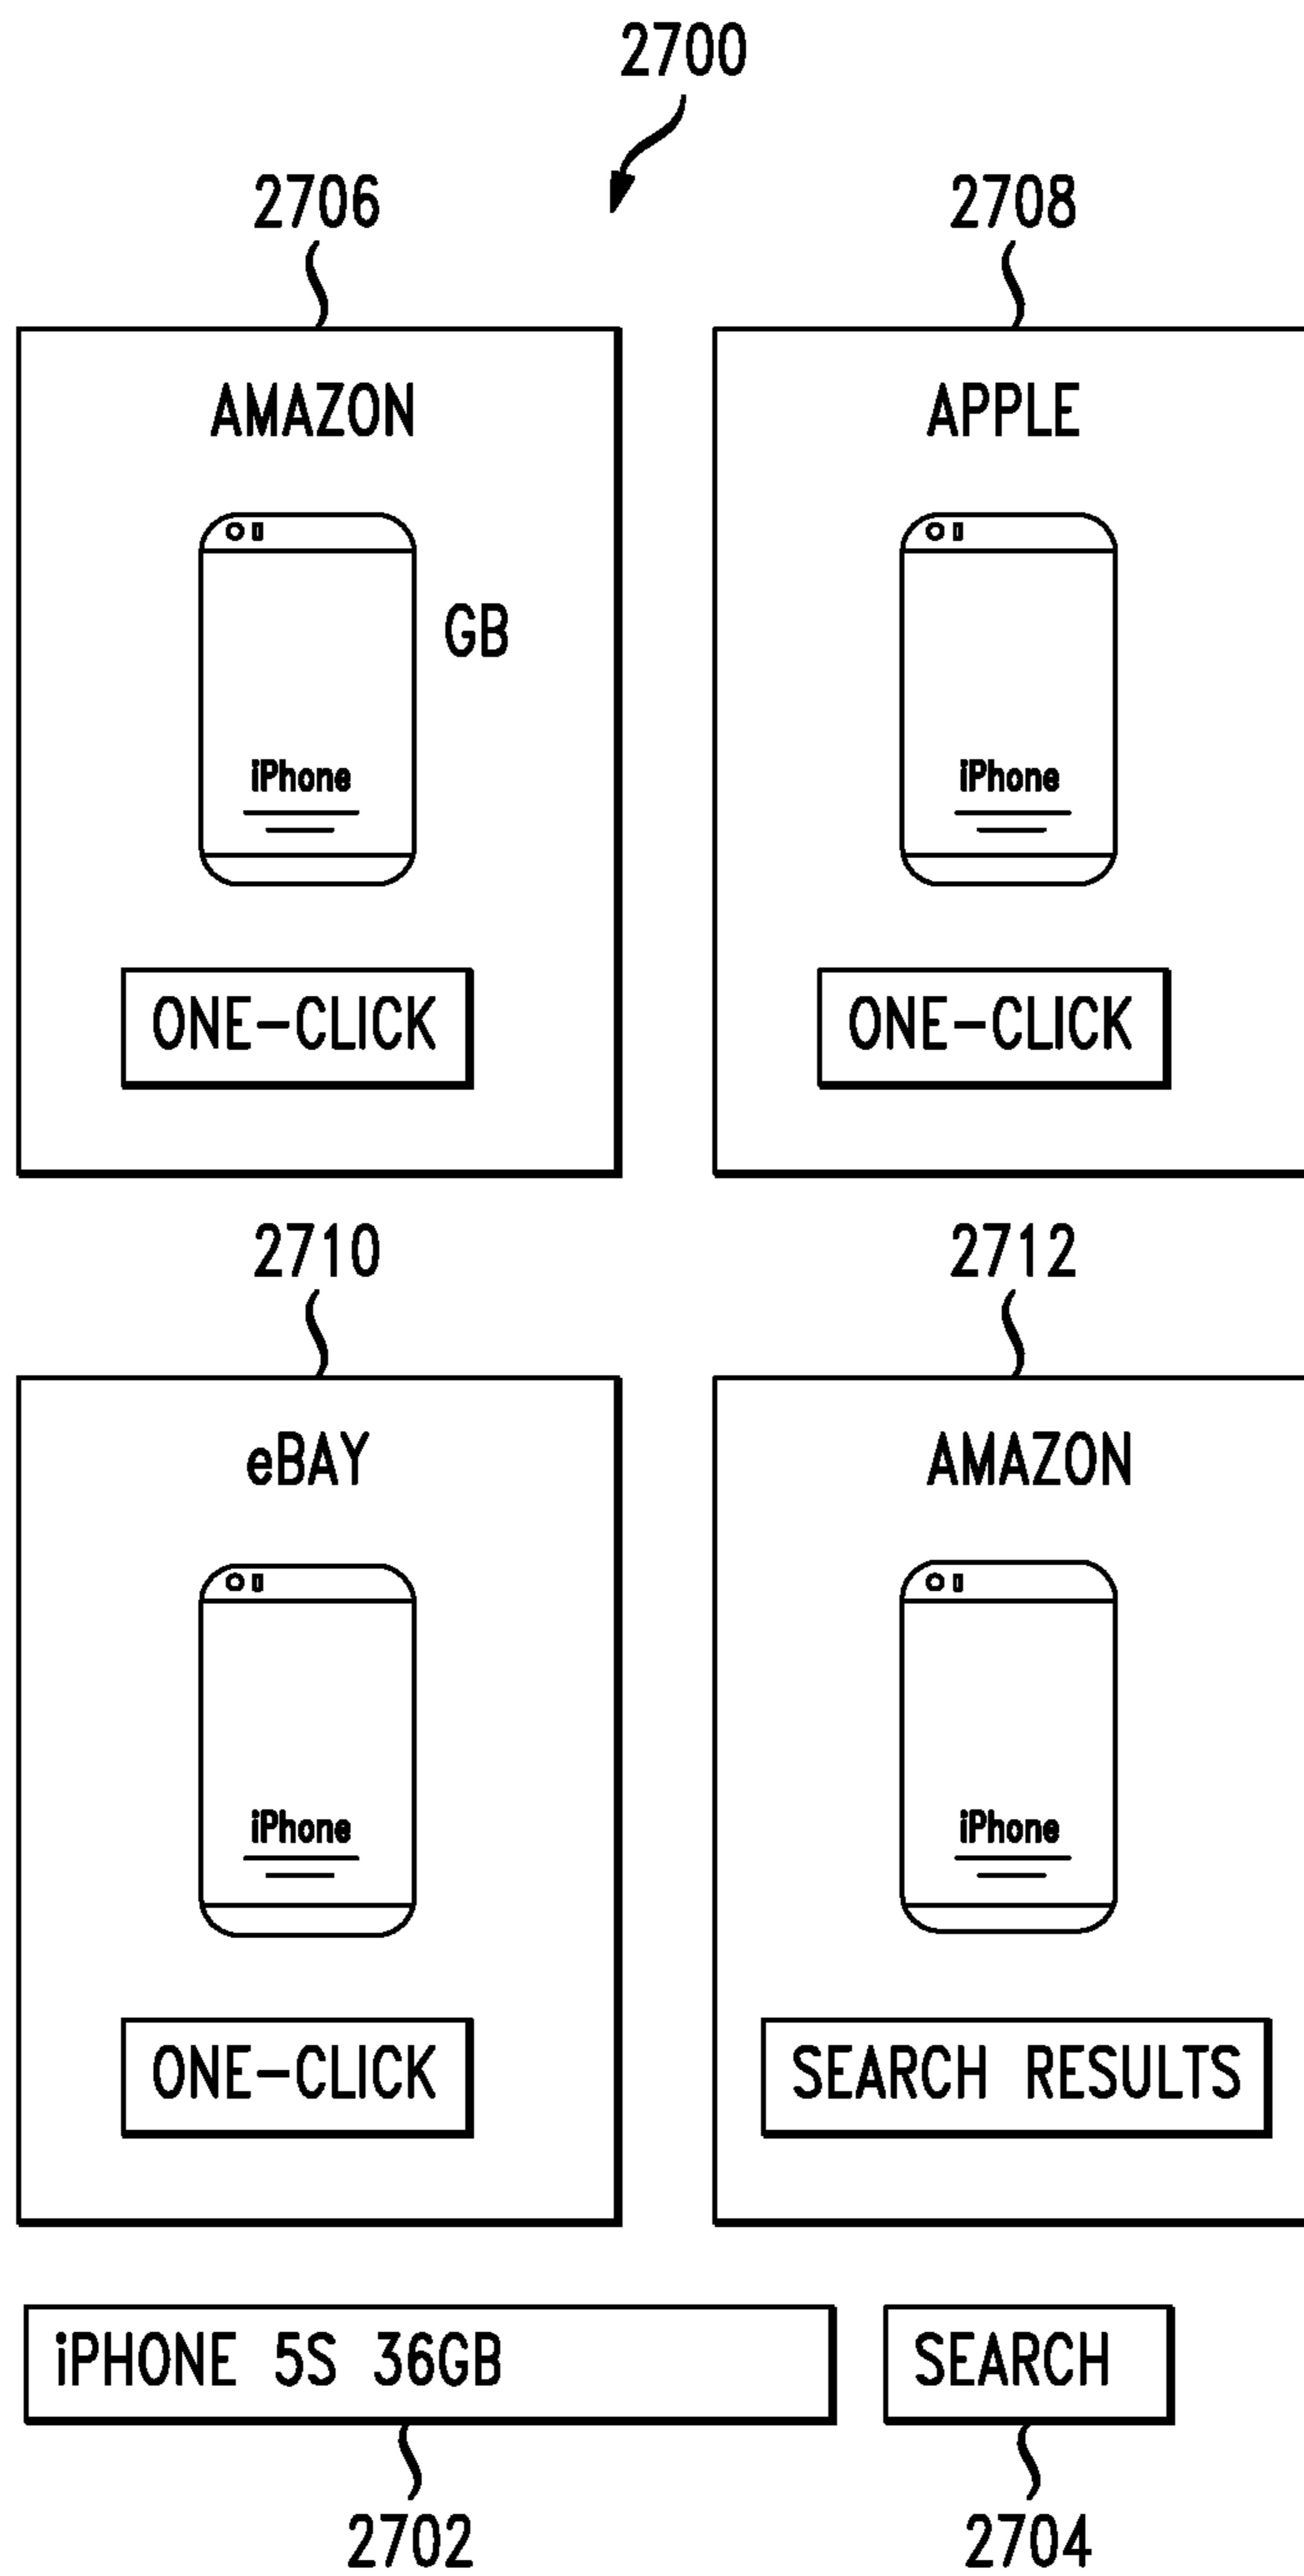 2700
2706 2708
AMAZON APPLE
GB
iPhone iPhone
ONE-CLICK ONE-CLICK
2710 2712
eBAY AMAZON
iPhone iPhone
ONE-CLICK SEARCH RESULTS
iPHONE 5S 36GB SEARCH
2702 2704